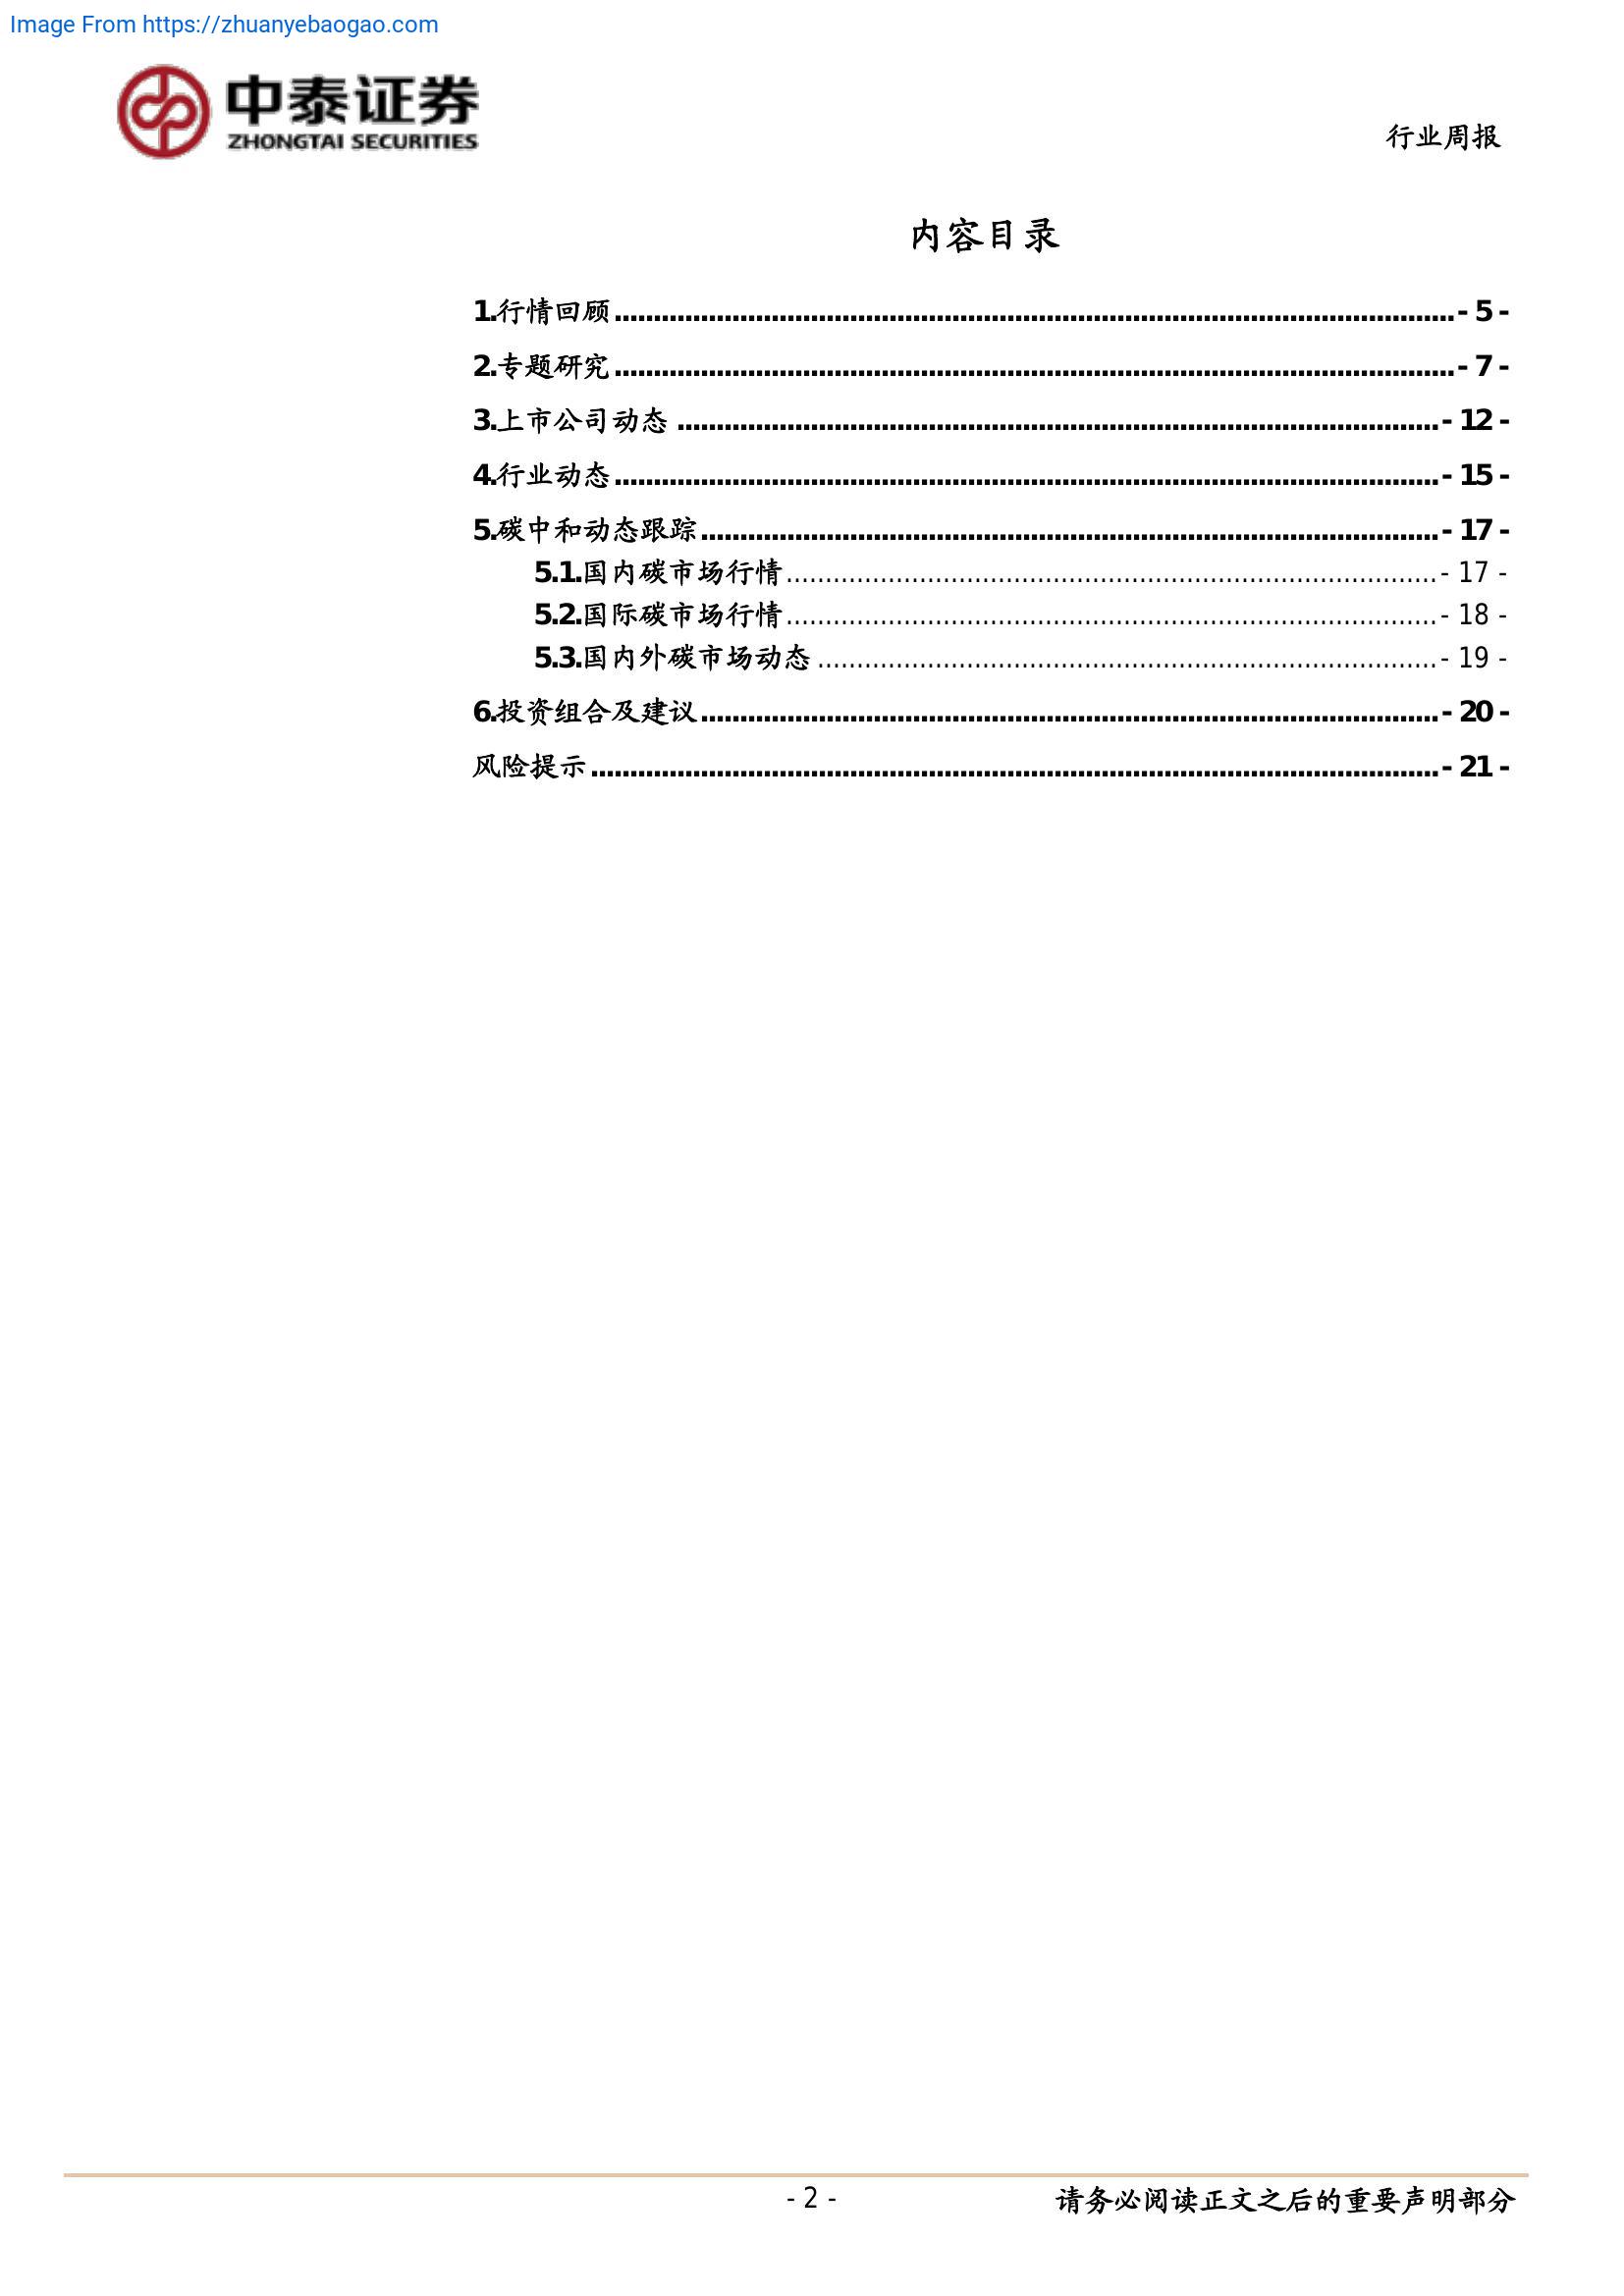 Image From https://zhuanyebaogao.com
中泰证券
ZHONGTAI SECURITIES
行业周报
内容目录
1.行情回顾........................................................................................................- 5 -
2.专题研究........................................................................................................- 7 -
3.上市公司动态 ................................................................................................- 12 -
4.行业动态........................................................................................................- 15 -
5.碳中和动态跟踪..............................................................................................- 17 -
5.1.国内碳市场行情...................................................................................- 17 -
5.2.国际碳市场行情...................................................................................- 18 -
5.3.国内外碳市场动态 ...............................................................................- 19 -
6.投资组合及建议..............................................................................................- 20 -
风险提示 ...........................................................................................................- 21 -
- 2 -
请务必阅读正文之后的重要声明部分